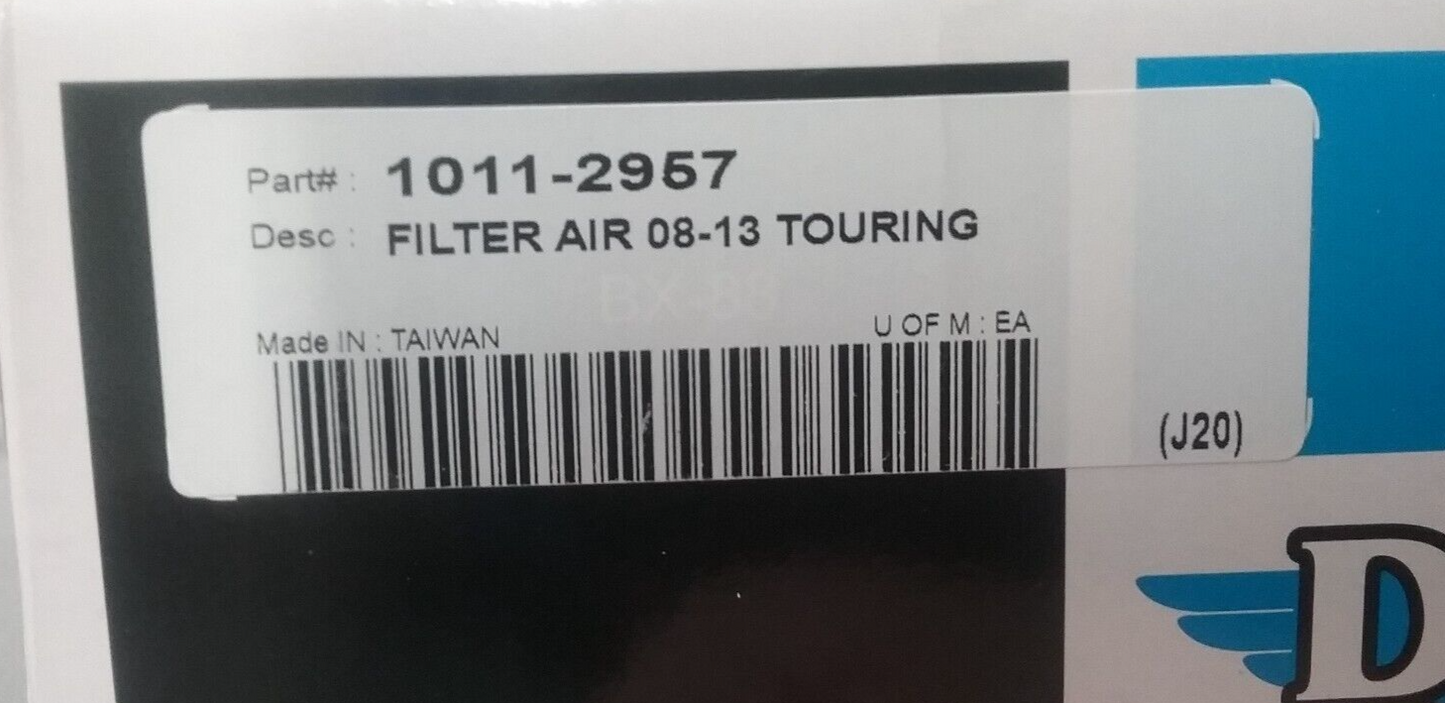 Part# : 1011-2957
Desc : FILTER AIR 08-13 TOURING
Made IN : TAIWAN
U OF M : EA
(J20)
D